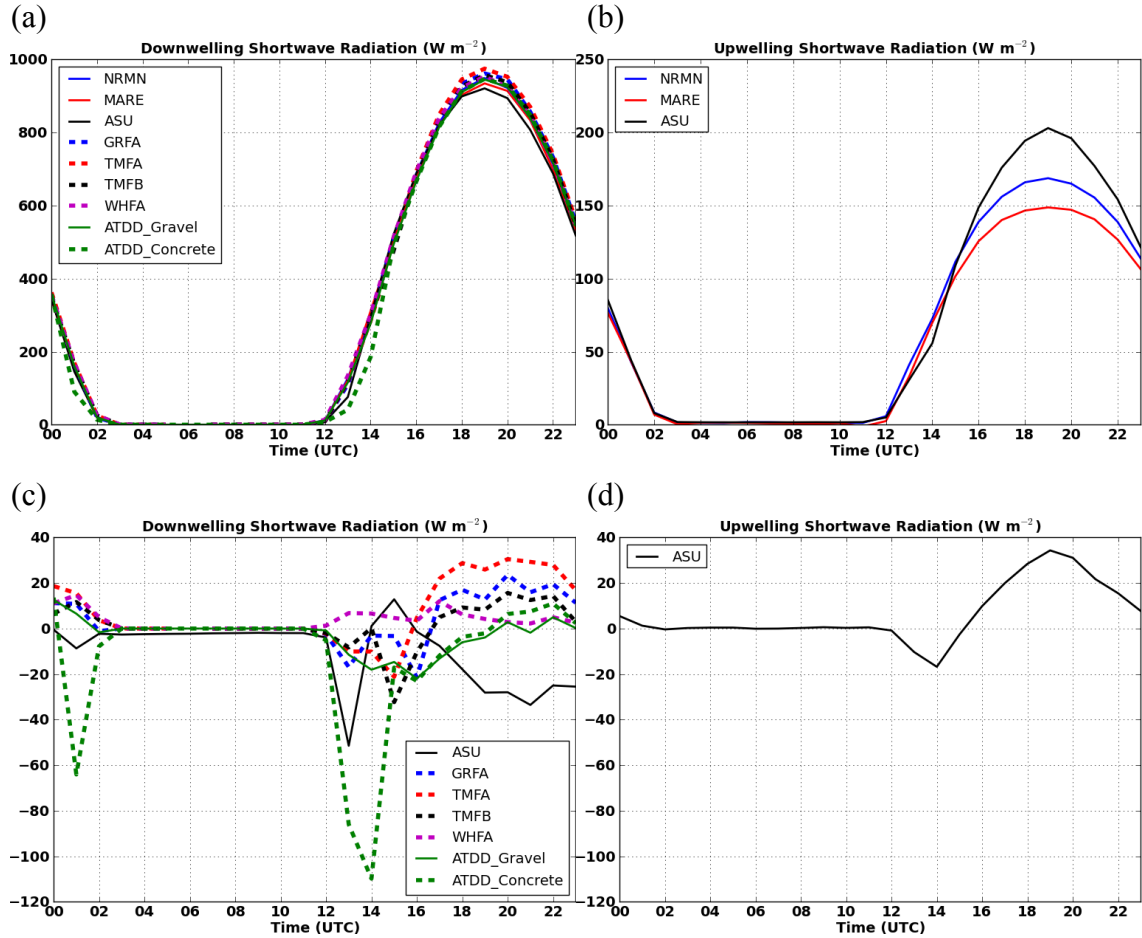 (a)
Downwelling Shortwave Radiation (W m⁻²)
1000
800
600
400
200
0
NRMN
MARE
ASU
GRFA
TMFA
TMFB
WHFA
ATDD_Gravel
ATDD_Concrete
00 02 04 06 08 10 12 14 16 18 20 22
Time (UTC)
(b)
Upwelling Shortwave Radiation (W m⁻²)
250
200
150
100
50
0
NRMN
MARE
ASU
00 02 04 06 08 10 12 14 16 18 20 22
Time (UTC)
(c)
Downwelling Shortwave Radiation (W m⁻²)
40
20
0
−20
−40
−60
−80
−100
−120
ASU
GRFA
TMFA
TMFB
WHFA
ATDD_Gravel
ATDD_Concrete
00 02 04 06 08 10 12 14 16 18 20 22
Time (UTC)
(d)
Upwelling Shortwave Radiation (W m⁻²)
40
20
0
−20
−40
−60
−80
−100
−120
ASU
00 02 04 06 08 10 12 14 16 18 20 22
Time (UTC)